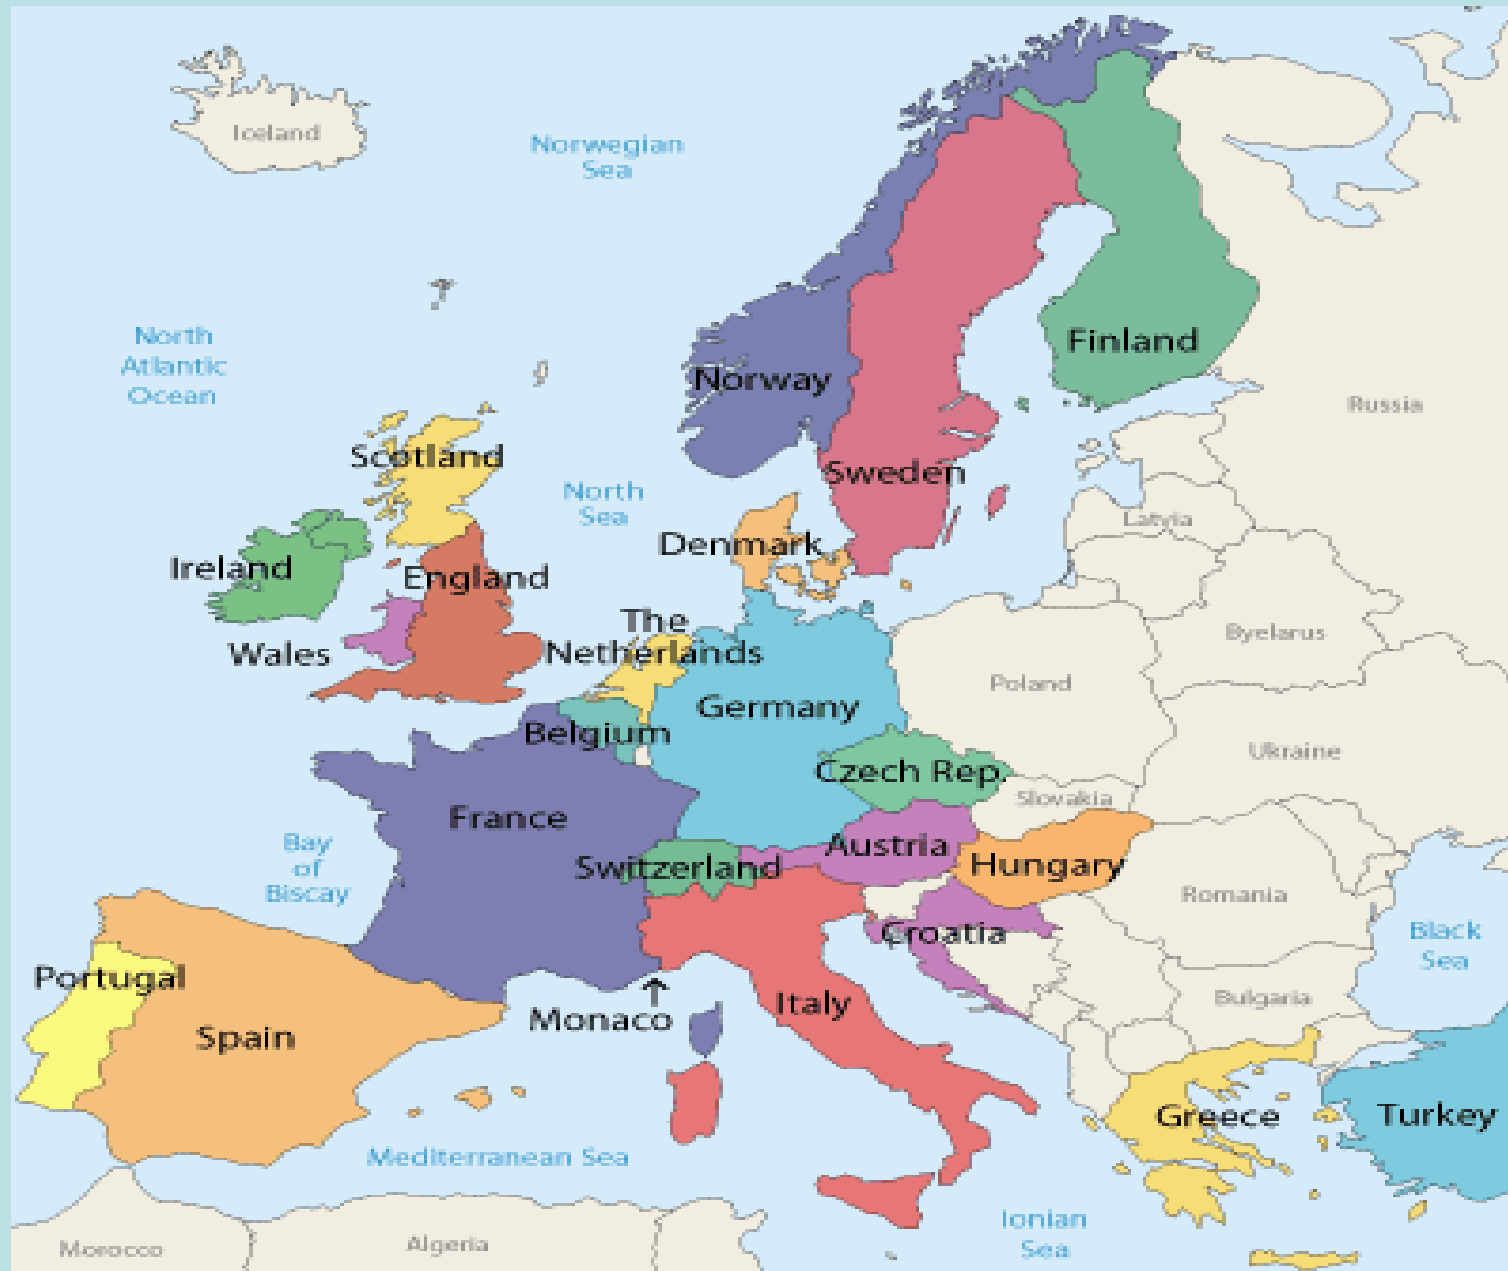 Iceland
Norwegian
Sea
North
Atlantic
Ocean
Finland
Norway
Russia
Scotland
Sweden
North
Sea
Latvia
Denmark
Ireland
England
The
Netherlands
Wales
Byelarus
Poland
Germany
Belgium
Ukraine
Czech Rep.
Slovakia
France
Bay
of
Biscay
Austria
Switzerland
Hungary
Romania
Croatia
Black
Sea
Portugal
Bulgaria
Italy
Monaco
Spain
Greece
Turkey
Mediterranean Sea
Ionian
Sea
Morocco
Algeria